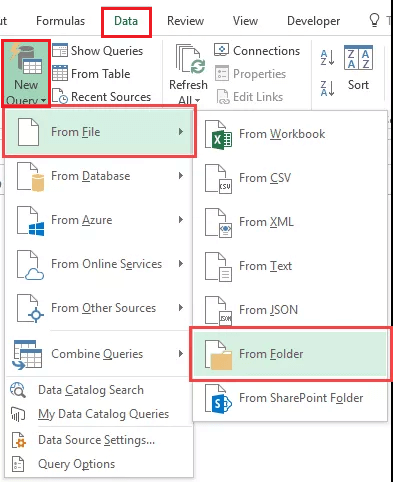 out Formulas Data Review View Developer
New Query
Show Queries
From Table
Recent Sources
Refresh All
Connections
Properties
Edit Links
Sort
From File
From Database
From Azure
From Online Services
From Other Sources
Combine Queries
Data Catalog Search
My Data Catalog Queries
Data Source Settings...
Query Options
From Workbook
From CSV
From XML
From Text
From JSON
From Folder
From SharePoint Folder